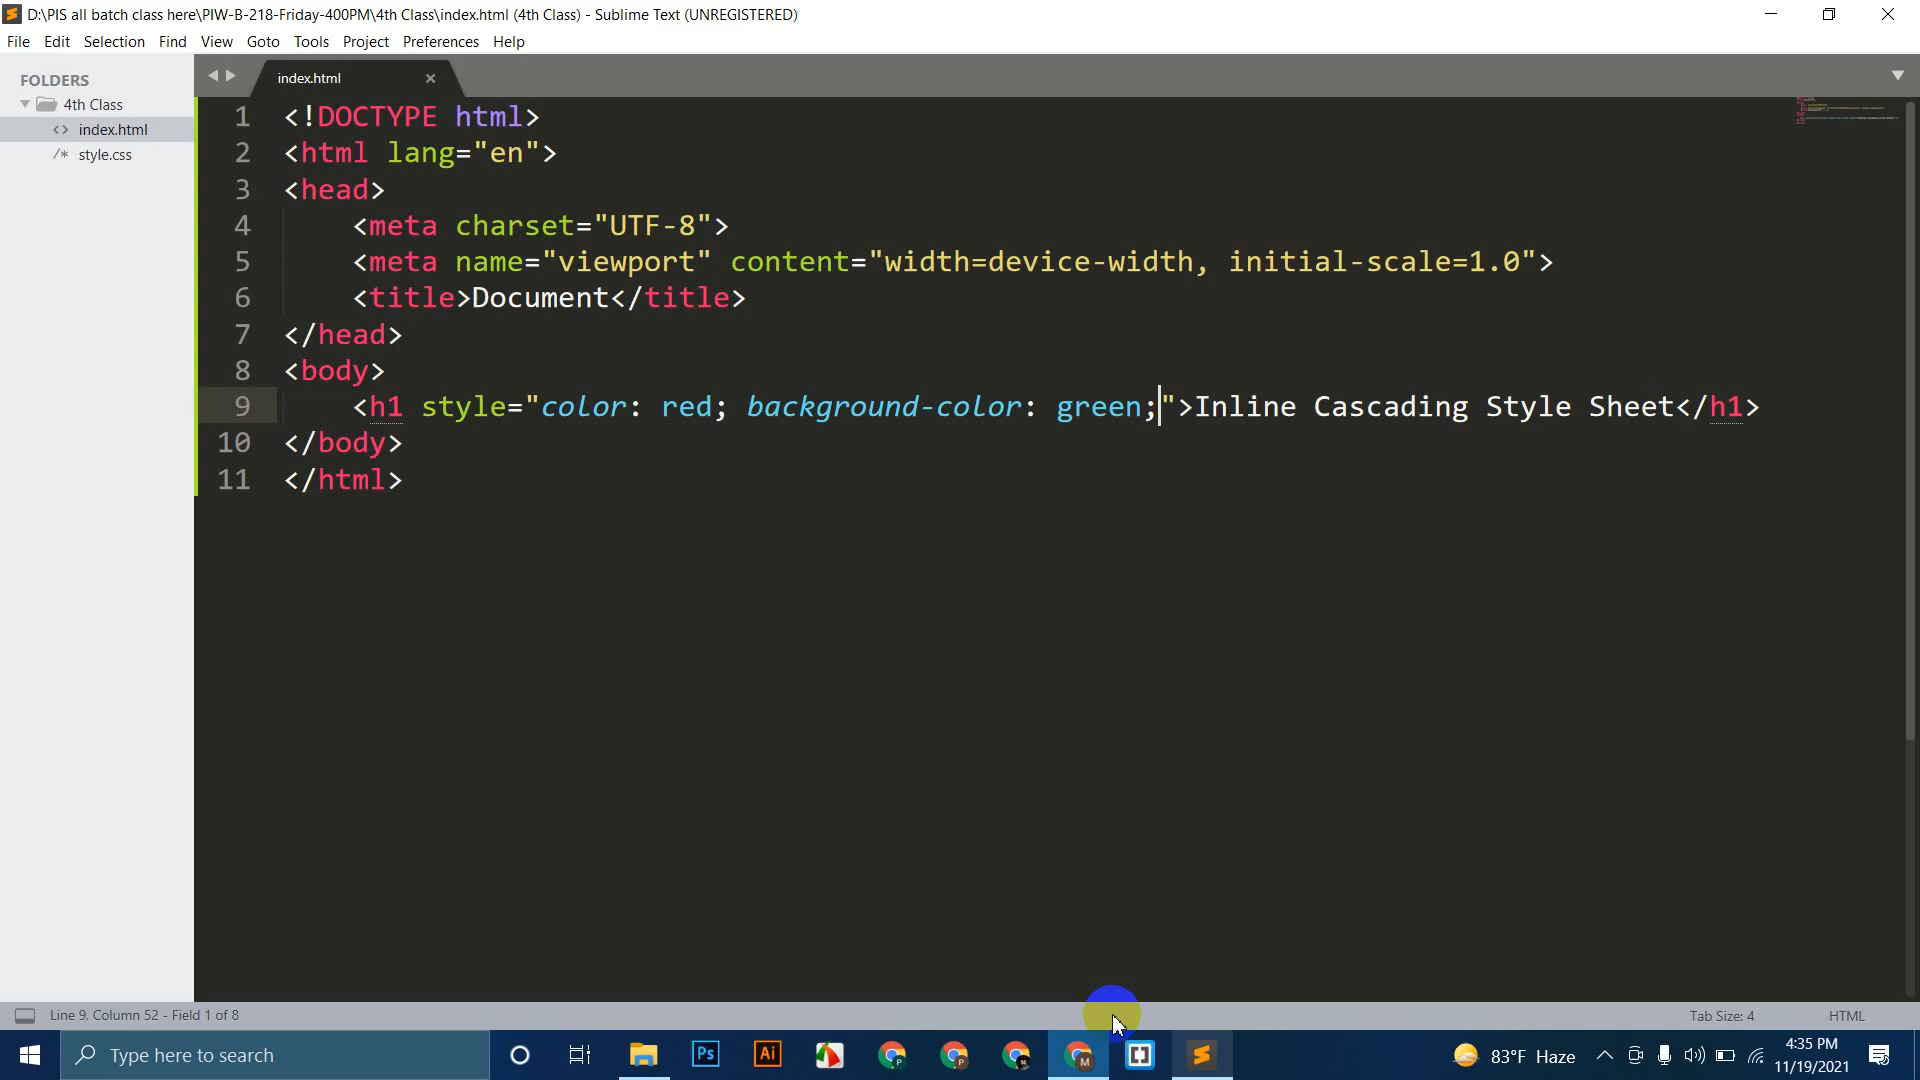 D:\PIS all batch class here\PIW-B-218-Friday-400PM\4th Class\index.html (4th Class) - Sublime Text (UNREGISTERED)
File Edit Selection Find View Goto Tools Project Preferences Help
FOLDERS
4th Class
<> index.html
/* style.css
index.html
1 <!DOCTYPE html>
2 <html lang="en">
3 <head>
4 <meta charset="UTF-8">
5 <meta name="viewport" content="width=device-width, initial-scale=1.0">
6 <title>Document</title>
7 </head>
8 <body>
9 <h1 style="color: red; background-color: green;">Inline Cascading Style Sheet</h1>
10 </body>
11 </html>
Line 9, Column 52 - Field 1 of 8
Tab Size: 4
HTML
Type here to search
Ps
Ai
P
P
M
83°F Haze
4:35 PM
11/19/2021